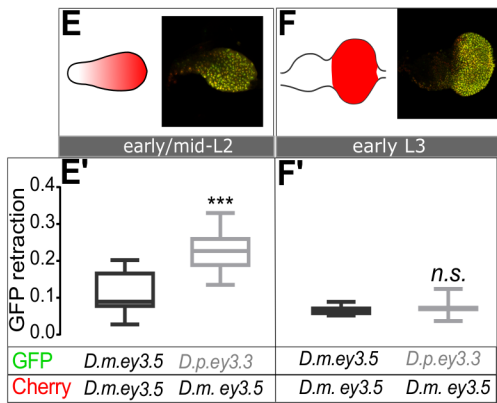 E F
early/mid-L2 early L3
E' F'
GFP retraction
0.4
0.3
0.2
0.1
0.0
***
n.s.
GFP D.m.ey3.5 D.p.ey3.3 D.m.ey3.5 D.p.ey3.3
Cherry D.m.ey3.5 D.m. ey3.5 D.m. ey3.5 D.m. ey3.5